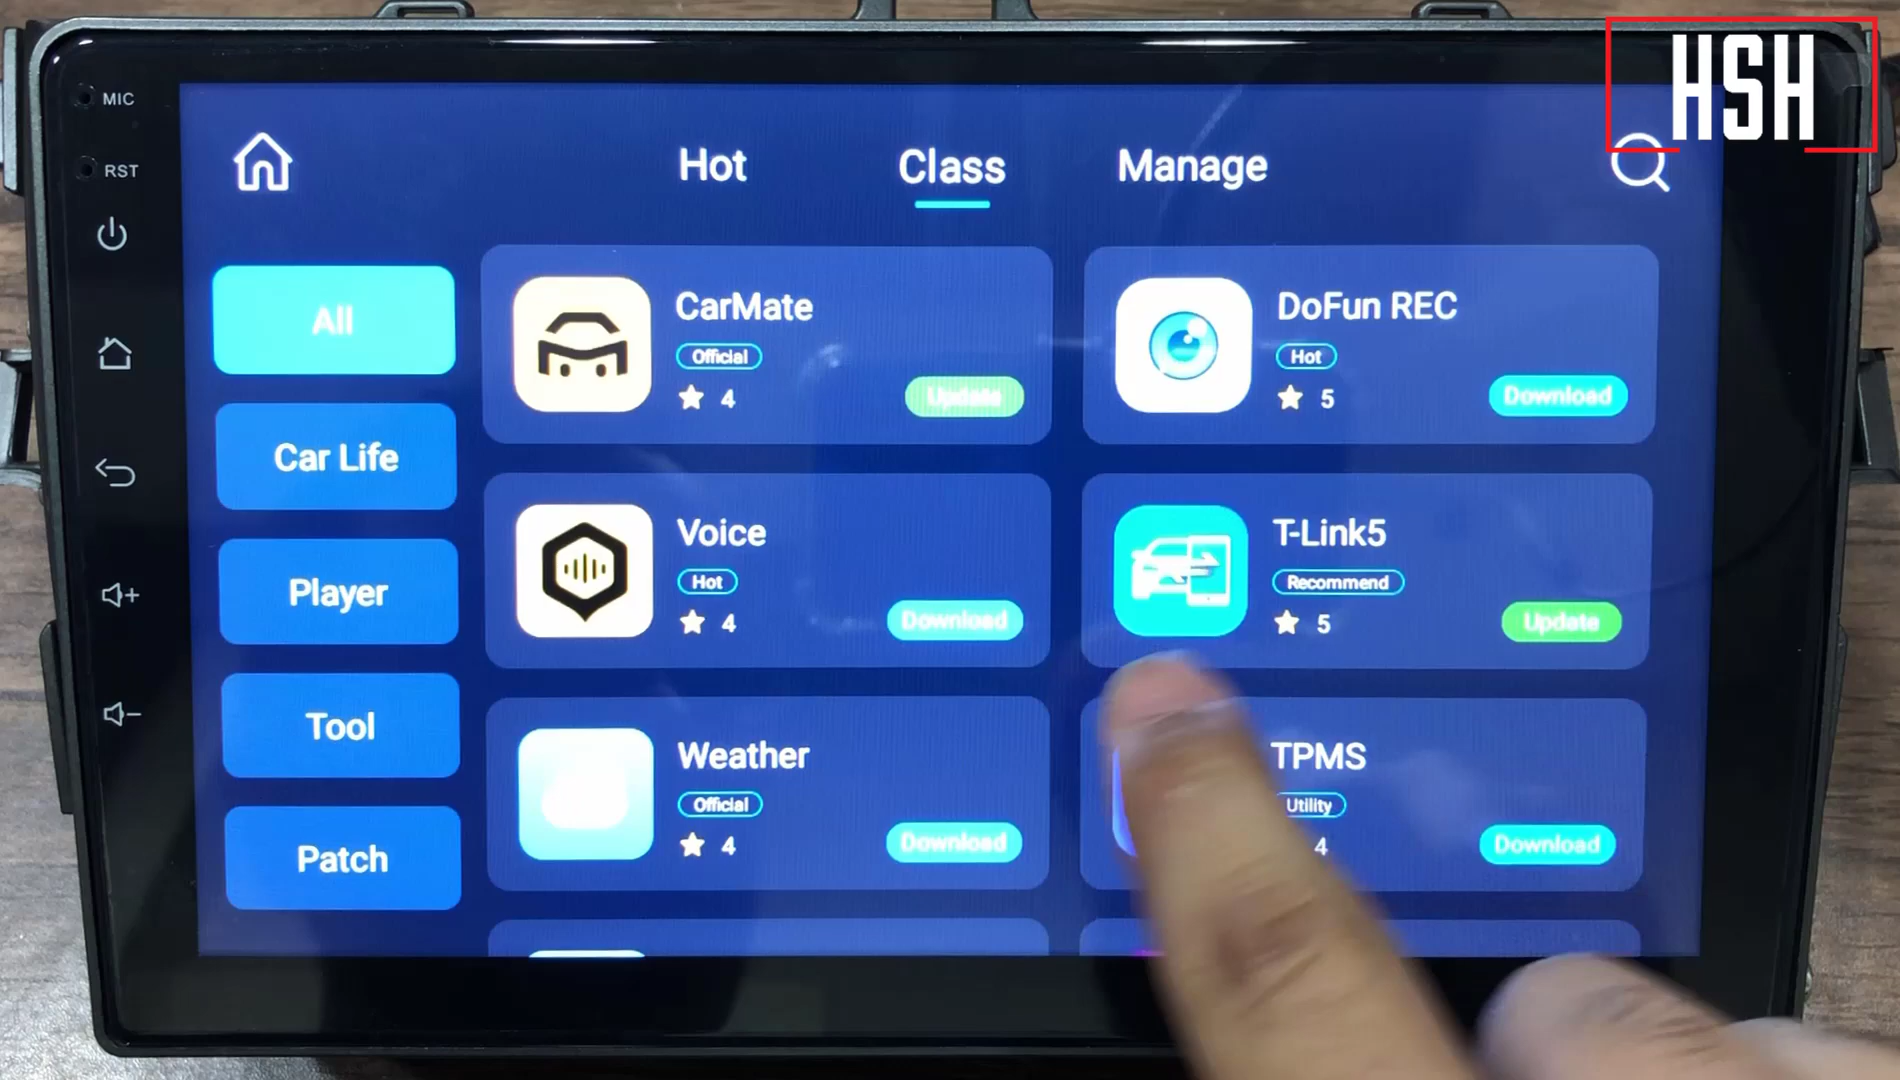 HSH
MIC
RST
Hot
Class
Manage
All
Car Life
Player
Tool
Patch
CarMate
Official
4
Update
DoFun REC
Hot
5
Download
Voice
Hot
4
Download
T-Link5
Recommend
5
Update
Weather
Official
4
Download
TPMS
Utility
4
Download